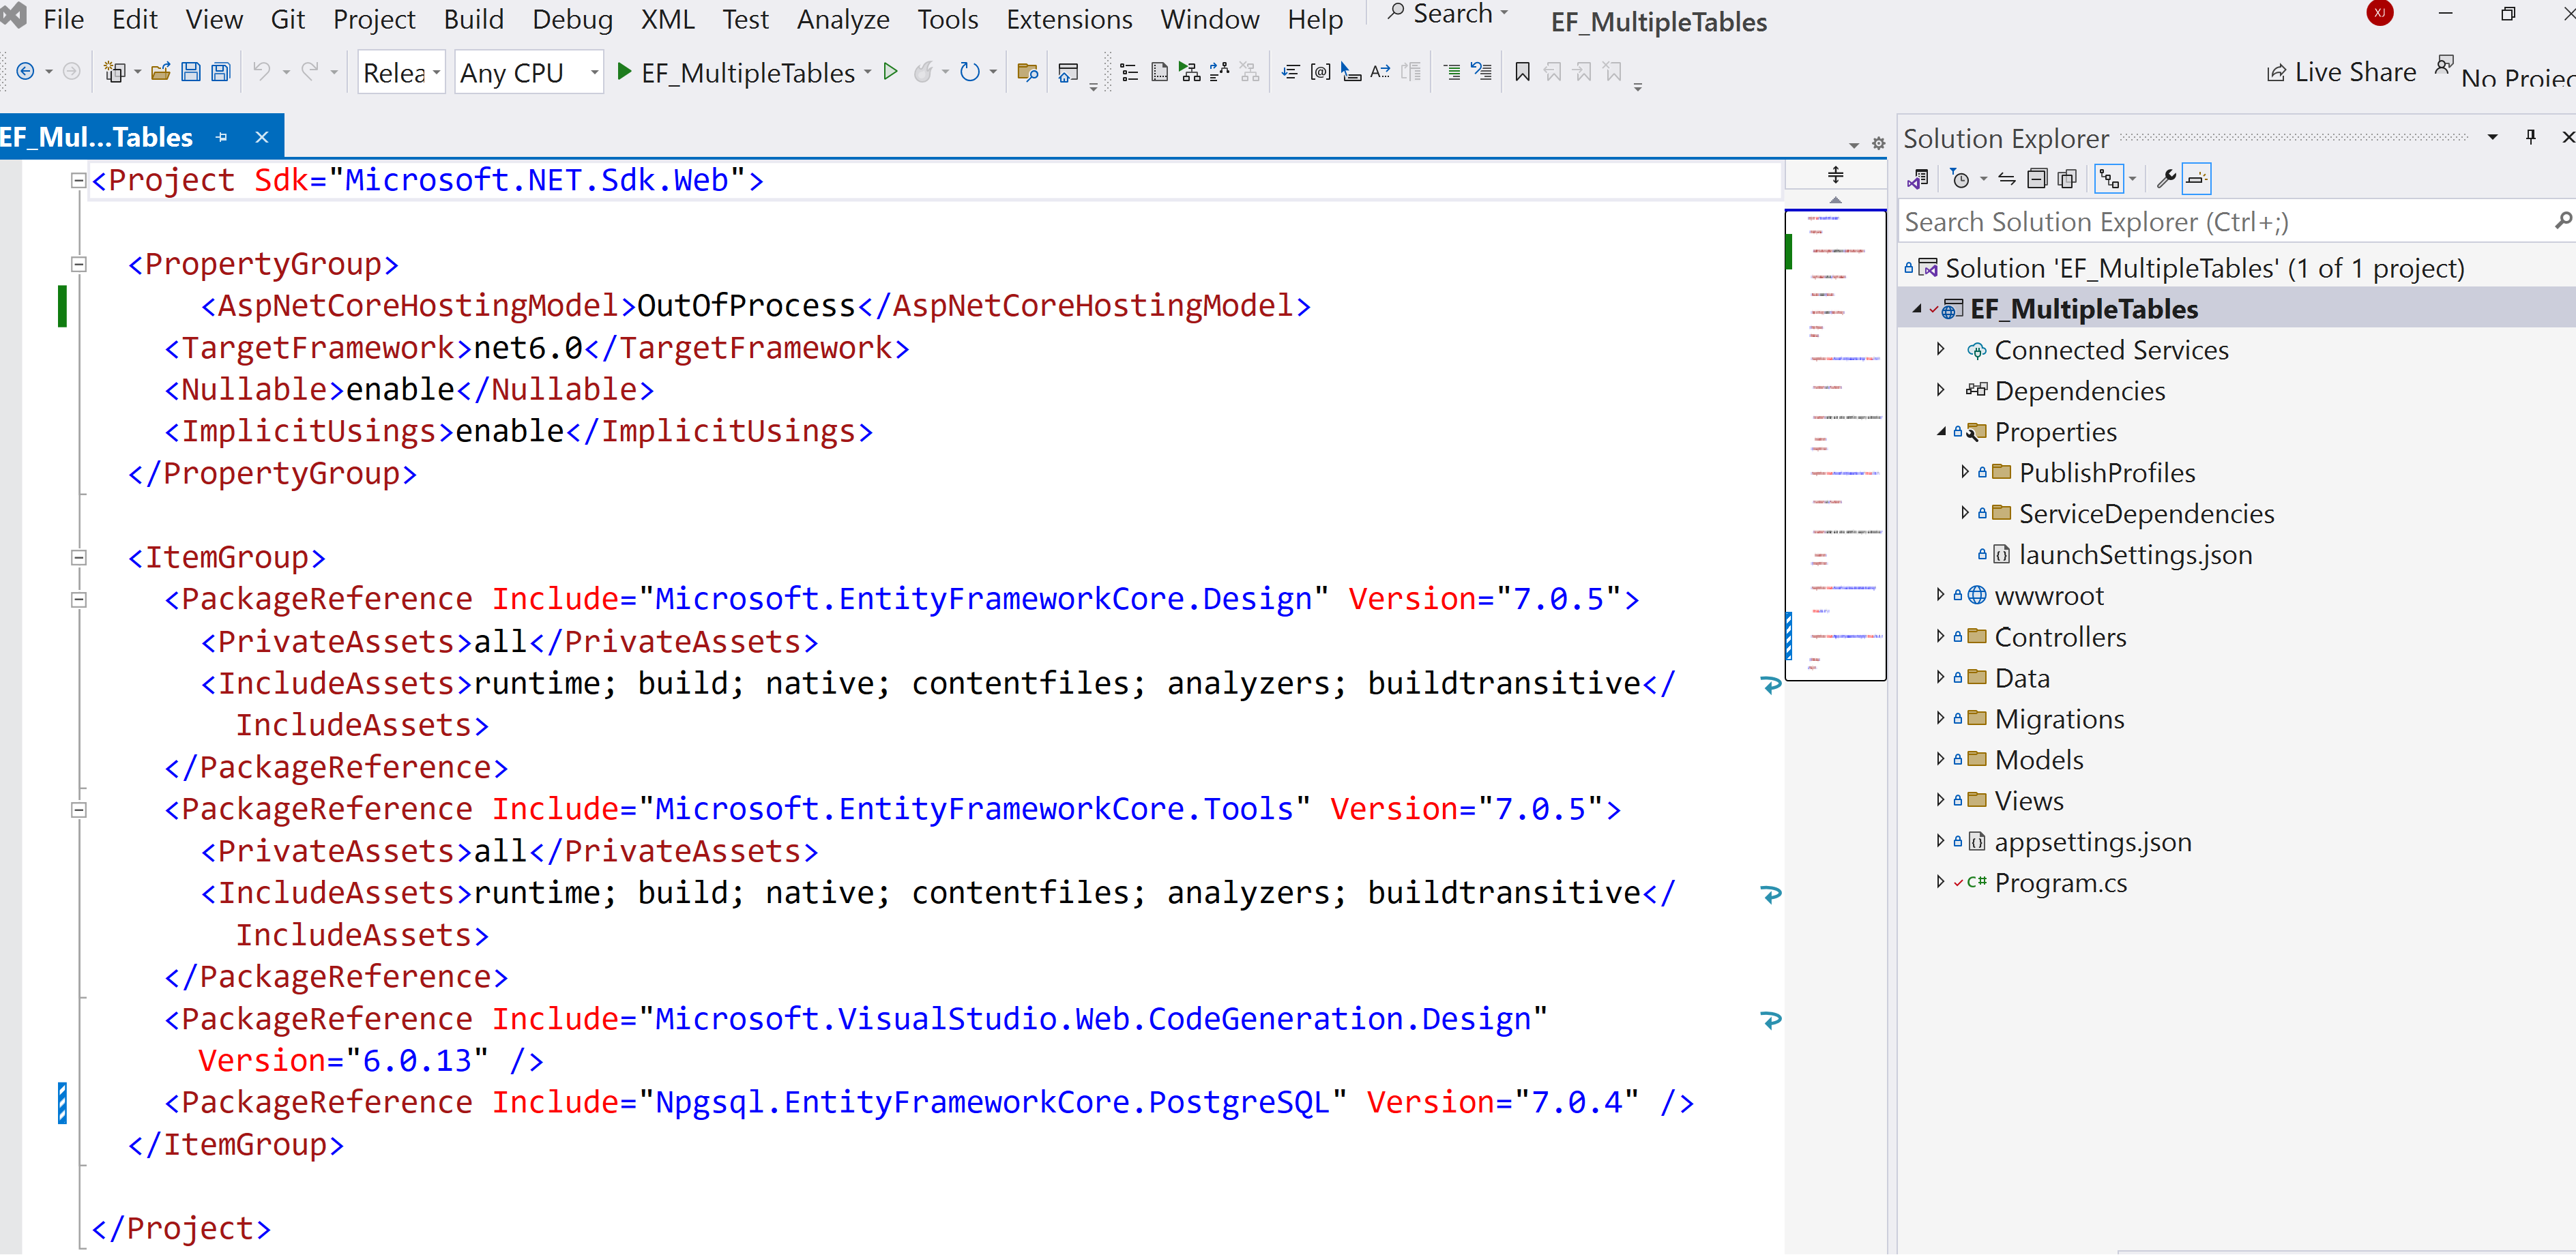 File Edit View Git Project Build Debug XML Test Analyze Tools Extensions Window Help Search EF_MultipleTables XJ
Relea Any CPU EF_MultipleTables Live Share No Projec
EF_Mul...Tables
<Project Sdk="Microsoft.NET.Sdk.Web">
<PropertyGroup>
<AspNetCoreHostingModel>OutOfProcess</AspNetCoreHostingModel>
<TargetFramework>net6.0</TargetFramework>
<Nullable>enable</Nullable>
<ImplicitUsings>enable</ImplicitUsings>
</PropertyGroup>
<ItemGroup>
<PackageReference Include="Microsoft.EntityFrameworkCore.Design" Version="7.0.5">
<PrivateAssets>all</PrivateAssets>
<IncludeAssets>runtime; build; native; contentfiles; analyzers; buildtransitive</
IncludeAssets>
</PackageReference>
<PackageReference Include="Microsoft.EntityFrameworkCore.Tools" Version="7.0.5">
<PrivateAssets>all</PrivateAssets>
<IncludeAssets>runtime; build; native; contentfiles; analyzers; buildtransitive</
IncludeAssets>
</PackageReference>
<PackageReference Include="Microsoft.VisualStudio.Web.CodeGeneration.Design"
Version="6.0.13" />
<PackageReference Include="Npgsql.EntityFrameworkCore.PostgreSQL" Version="7.0.4" />
</ItemGroup>
</Project>
Solution Explorer
Search Solution Explorer (Ctrl+;)
Solution 'EF_MultipleTables' (1 of 1 project)
EF_MultipleTables
Connected Services
Dependencies
Properties
PublishProfiles
ServiceDependencies
launchSettings.json
wwwroot
Controllers
Data
Migrations
Models
Views
appsettings.json
C# Program.cs